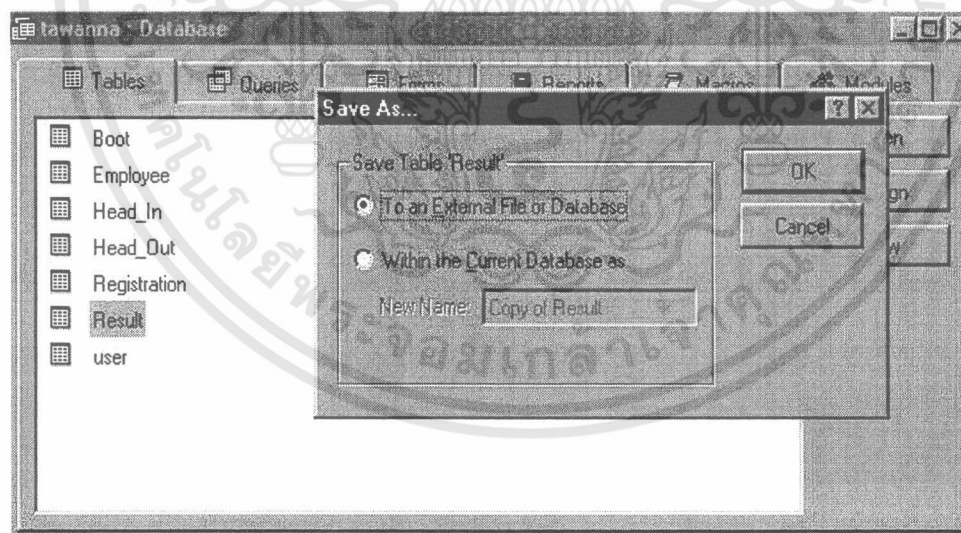 tawanna : Database
Tables
Queries
Forms
Reports
Macros
Modules
Save As...
Boot
Employee
Head_In
Head_Out
Registration
Result
user
Save Table 'Result'
To an External File or Database
Within the Current Database as
New Name: Copy of Result
OK
Cancel